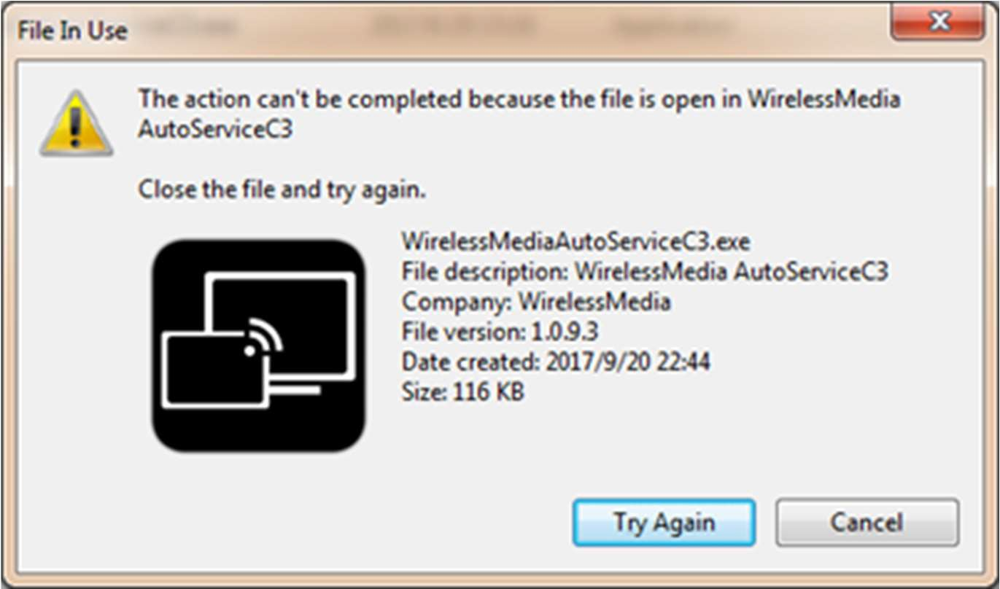 File In Use
The action can't be completed because the file is open in WirelessMedia
AutoServiceC3
Close the file and try again.
WirelessMediaAutoServiceC3.exe
File description: WirelessMedia AutoServiceC3
Company: WirelessMedia
File version: 1.0.9.3
Date created: 2017/9/20 22:44
Size: 116 KB
Try Again
Cancel